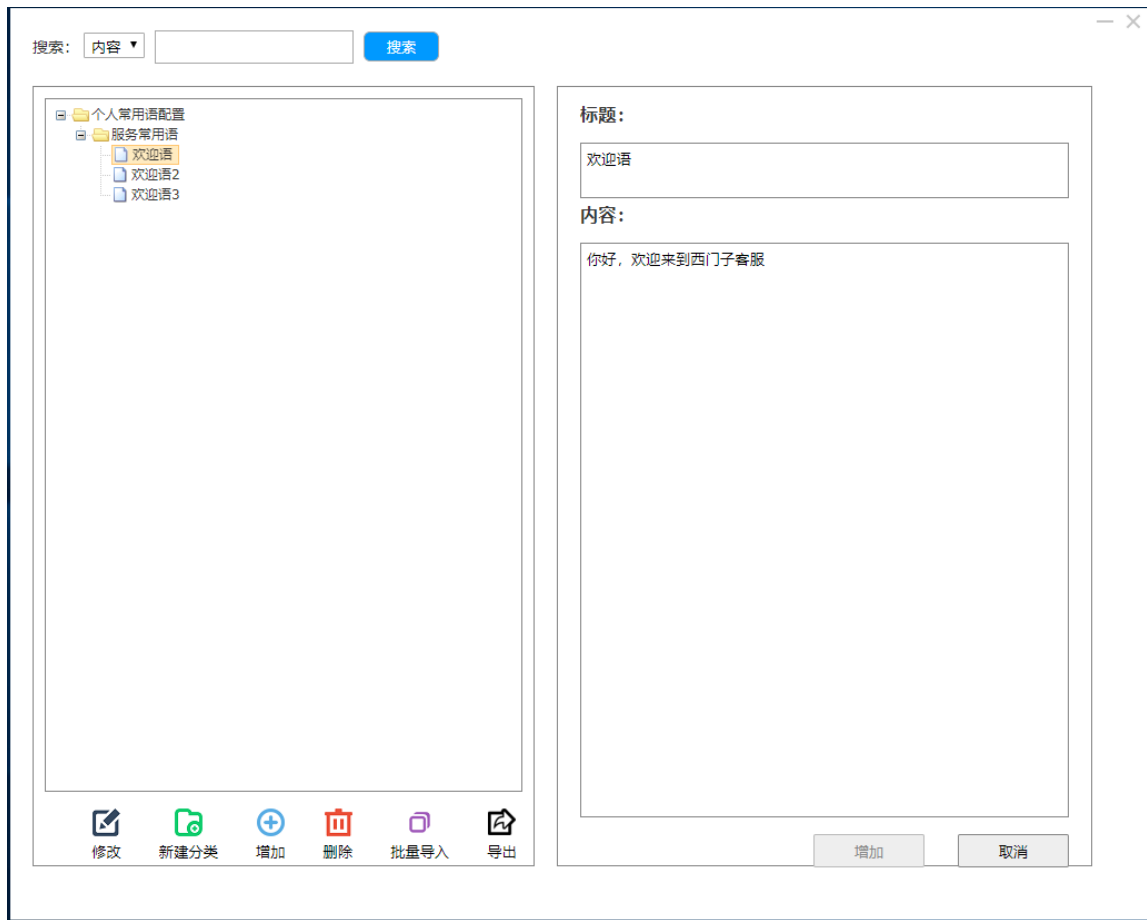 搜索： 内容 搜索
个人常用语配置
服务常用语
欢迎语
欢迎语2
欢迎语3
修改 新建分类 增加 删除 批量导入 导出
标题：
欢迎语
内容：
你好，欢迎来到西门子客服
增加 取消